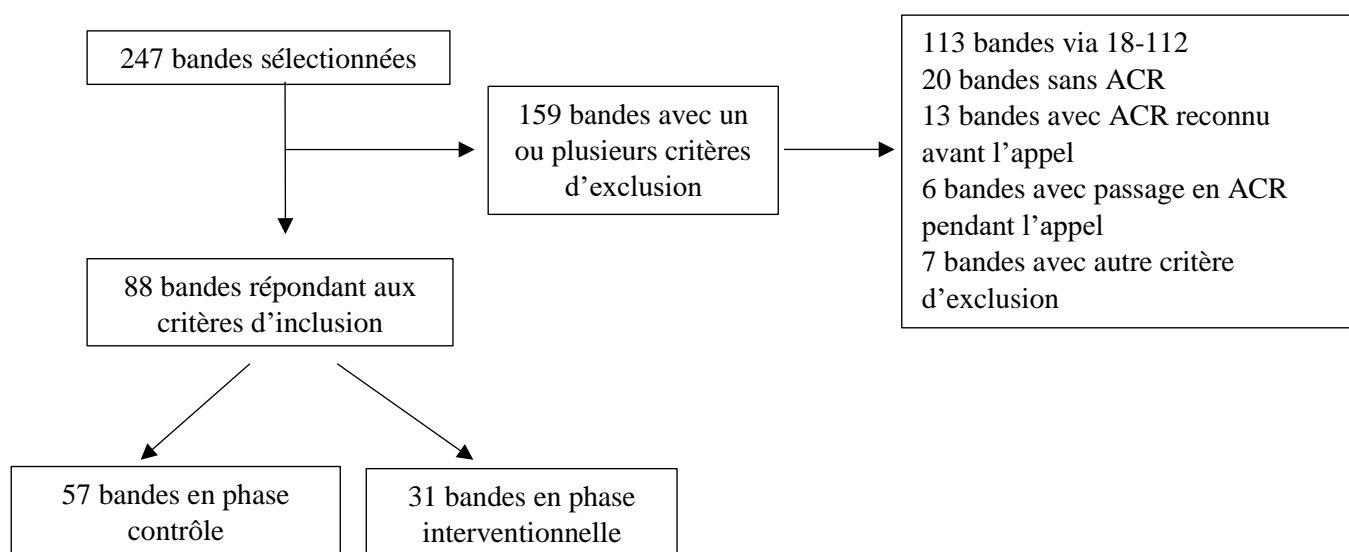 247 bandes sélectionnées
159 bandes avec un
ou plusieurs critères
d’exclusion
113 bandes via 18-112
20 bandes sans ACR
13 bandes avec ACR reconnu
avant l’appel
6 bandes avec passage en ACR
pendant l’appel
7 bandes avec autre critère
d’exclusion
88 bandes répondant aux
critères d’inclusion
57 bandes en phase
contrôle
31 bandes en phase
interventionnelle